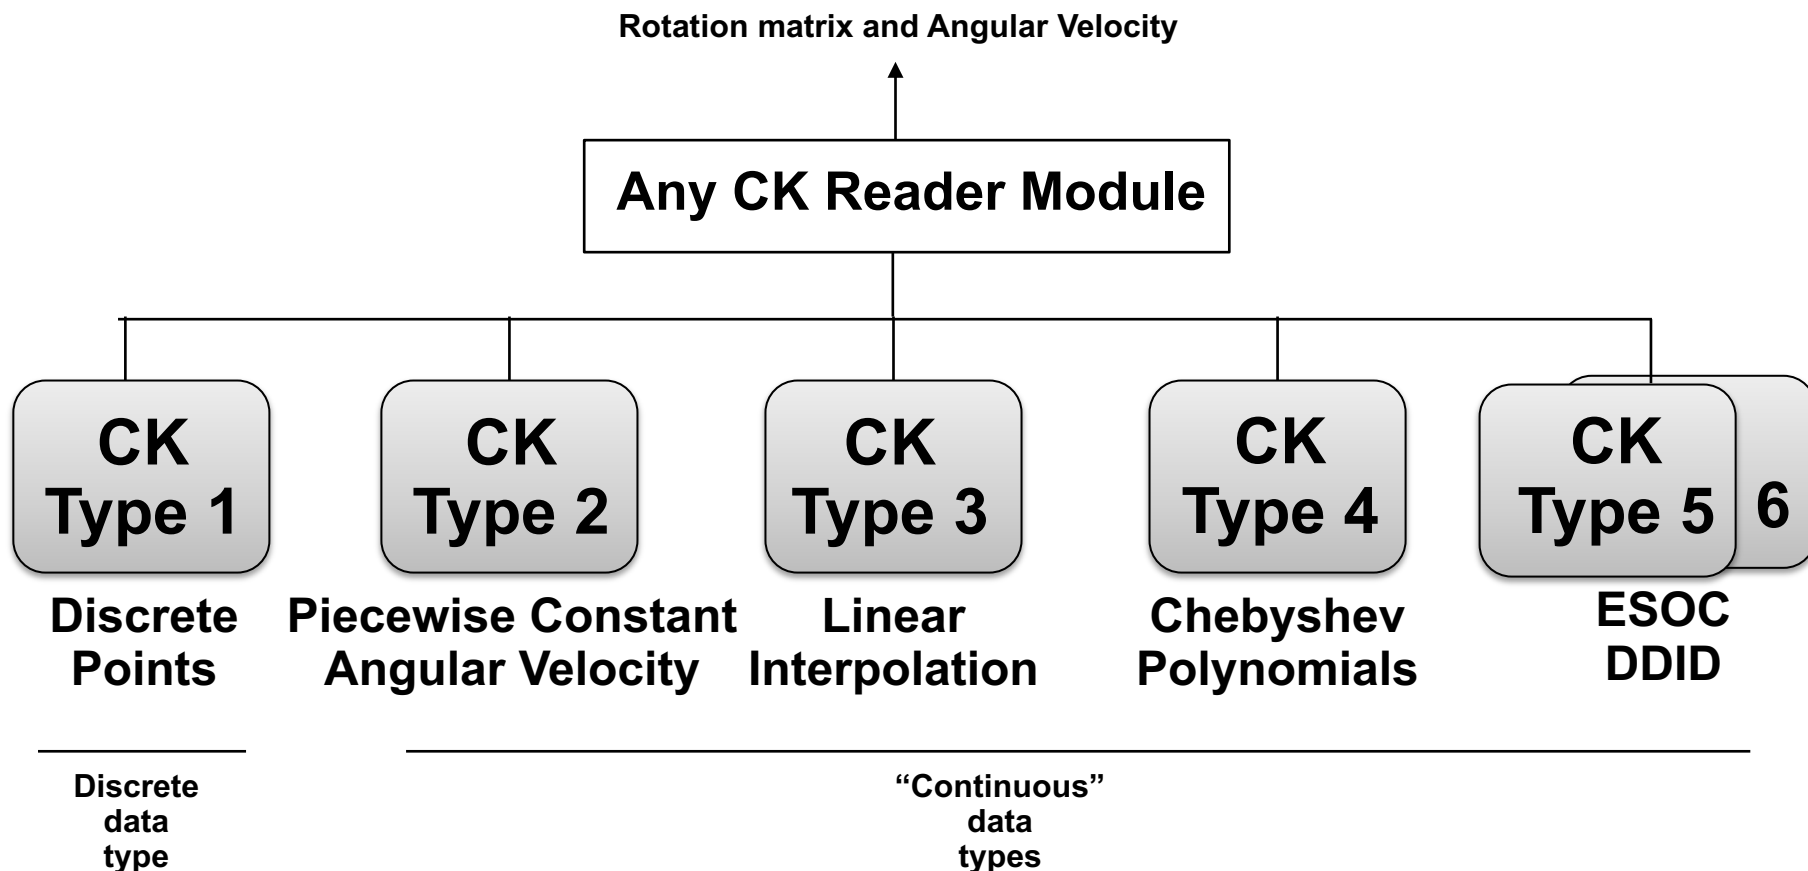 Rotation matrix and Angular Velocity
Any CK Reader Module
CK
Type 1
CK
Type 2
CK
Type 3
CK
Type 4
CK
Type 5
6
Discrete
Points
Piecewise Constant
Angular Velocity
Linear
Interpolation
Chebyshev
Polynomials
ESOC
DDID
Discrete
data
type
“Continuous”
data
types